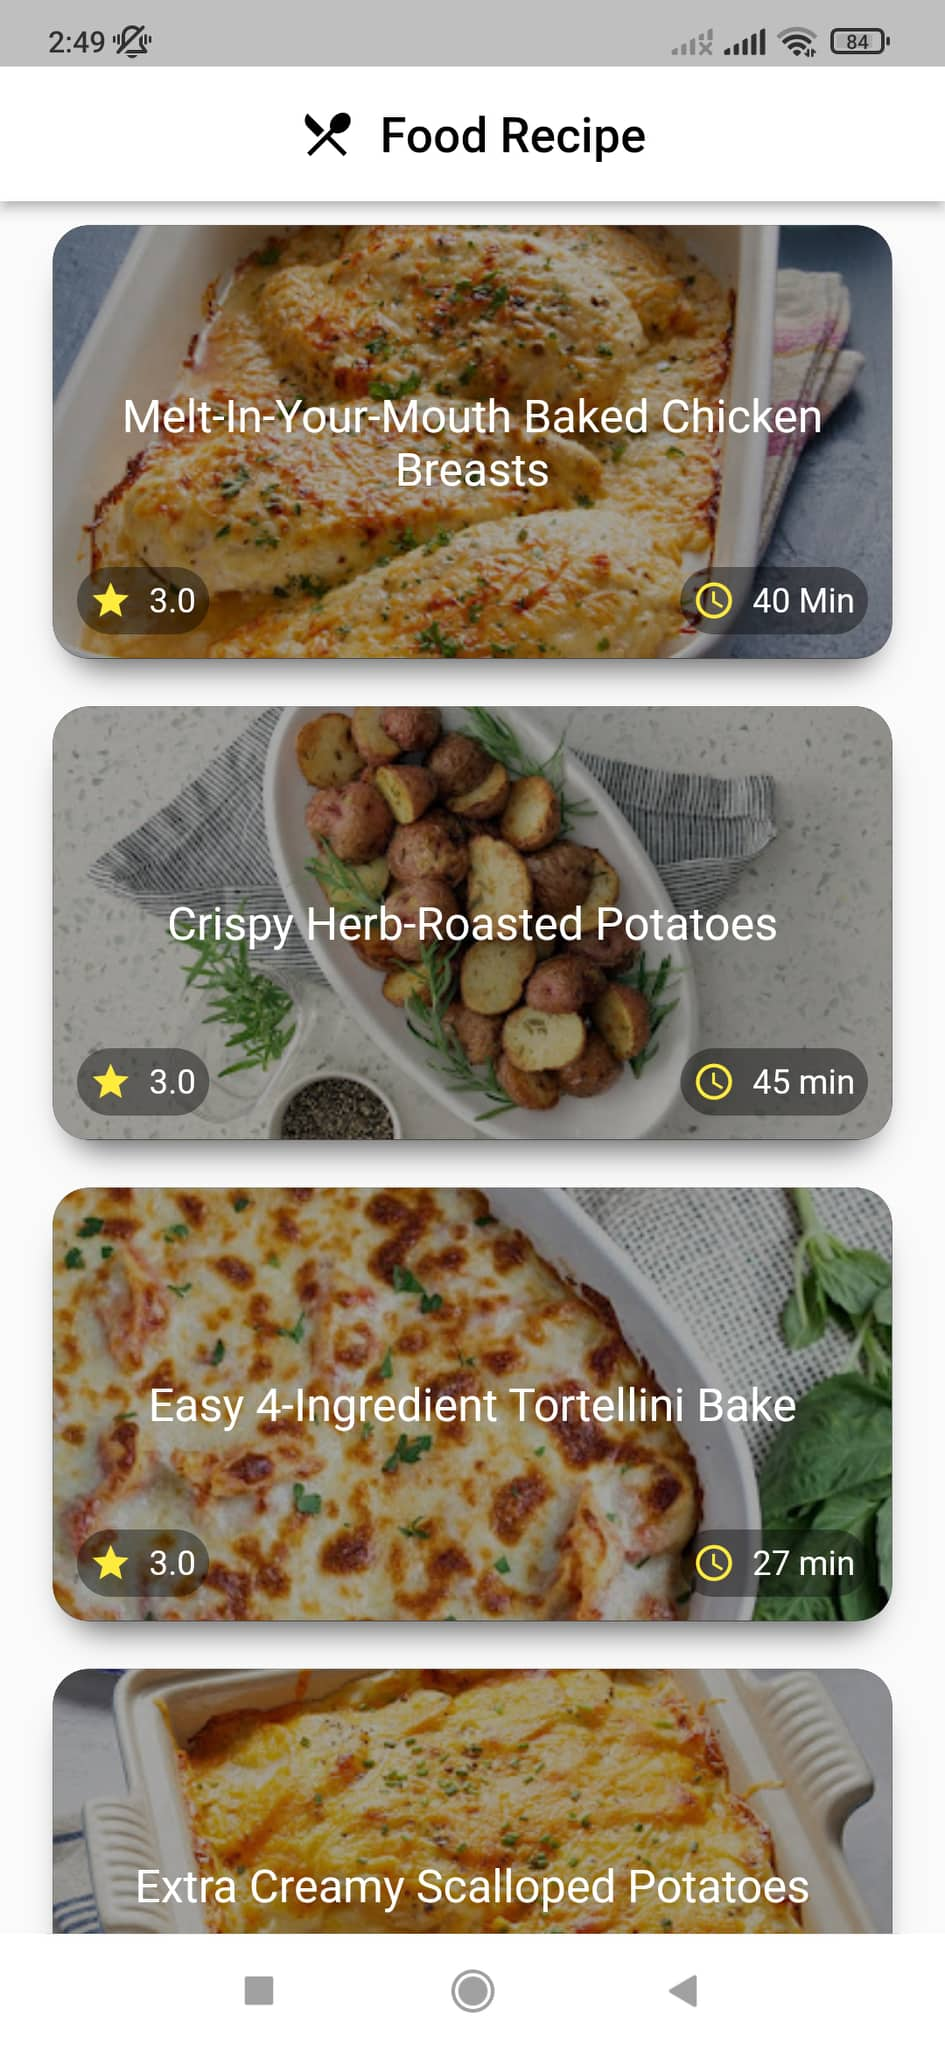 2:49
84
Food Recipe
Melt-In-Your-Mouth Baked Chicken
Breasts
3.0
40 Min
Crispy Herb-Roasted Potatoes
3.0
45 min
Easy 4-Ingredient Tortellini Bake
3.0
27 min
Extra Creamy Scalloped Potatoes